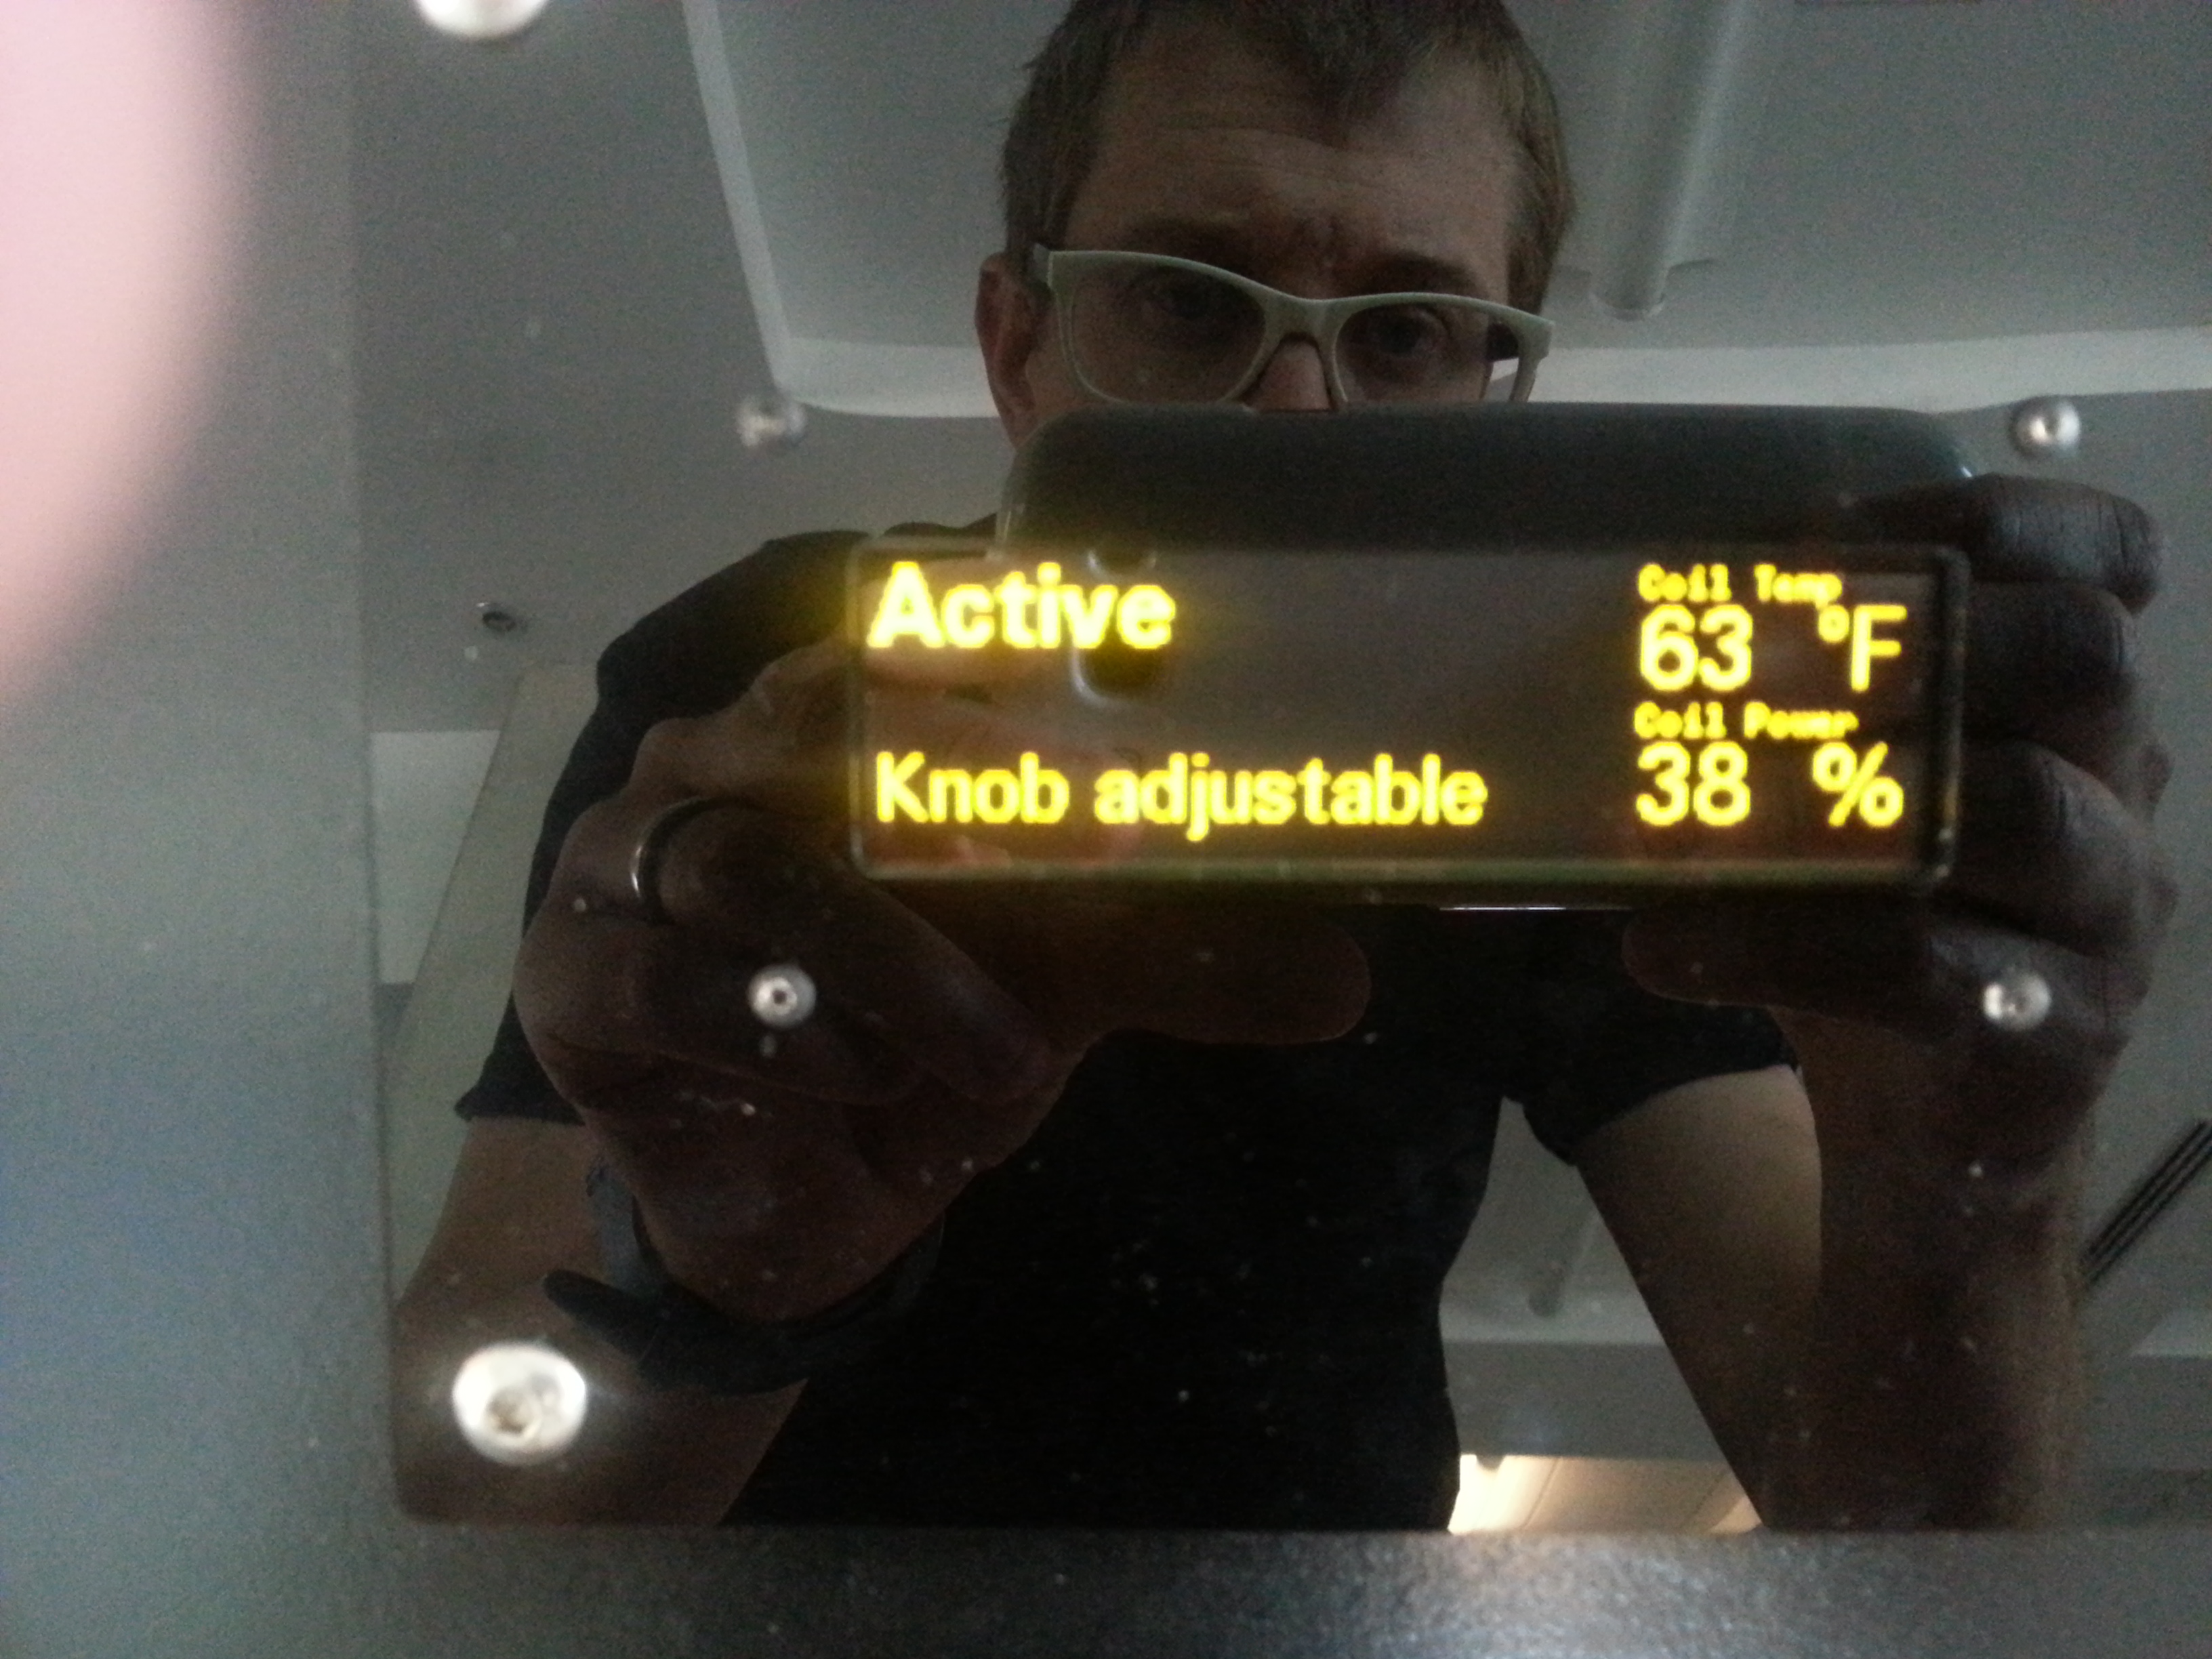 Active
Coil Temp
63 °F
Coil Power
Knob adjustable
38 %